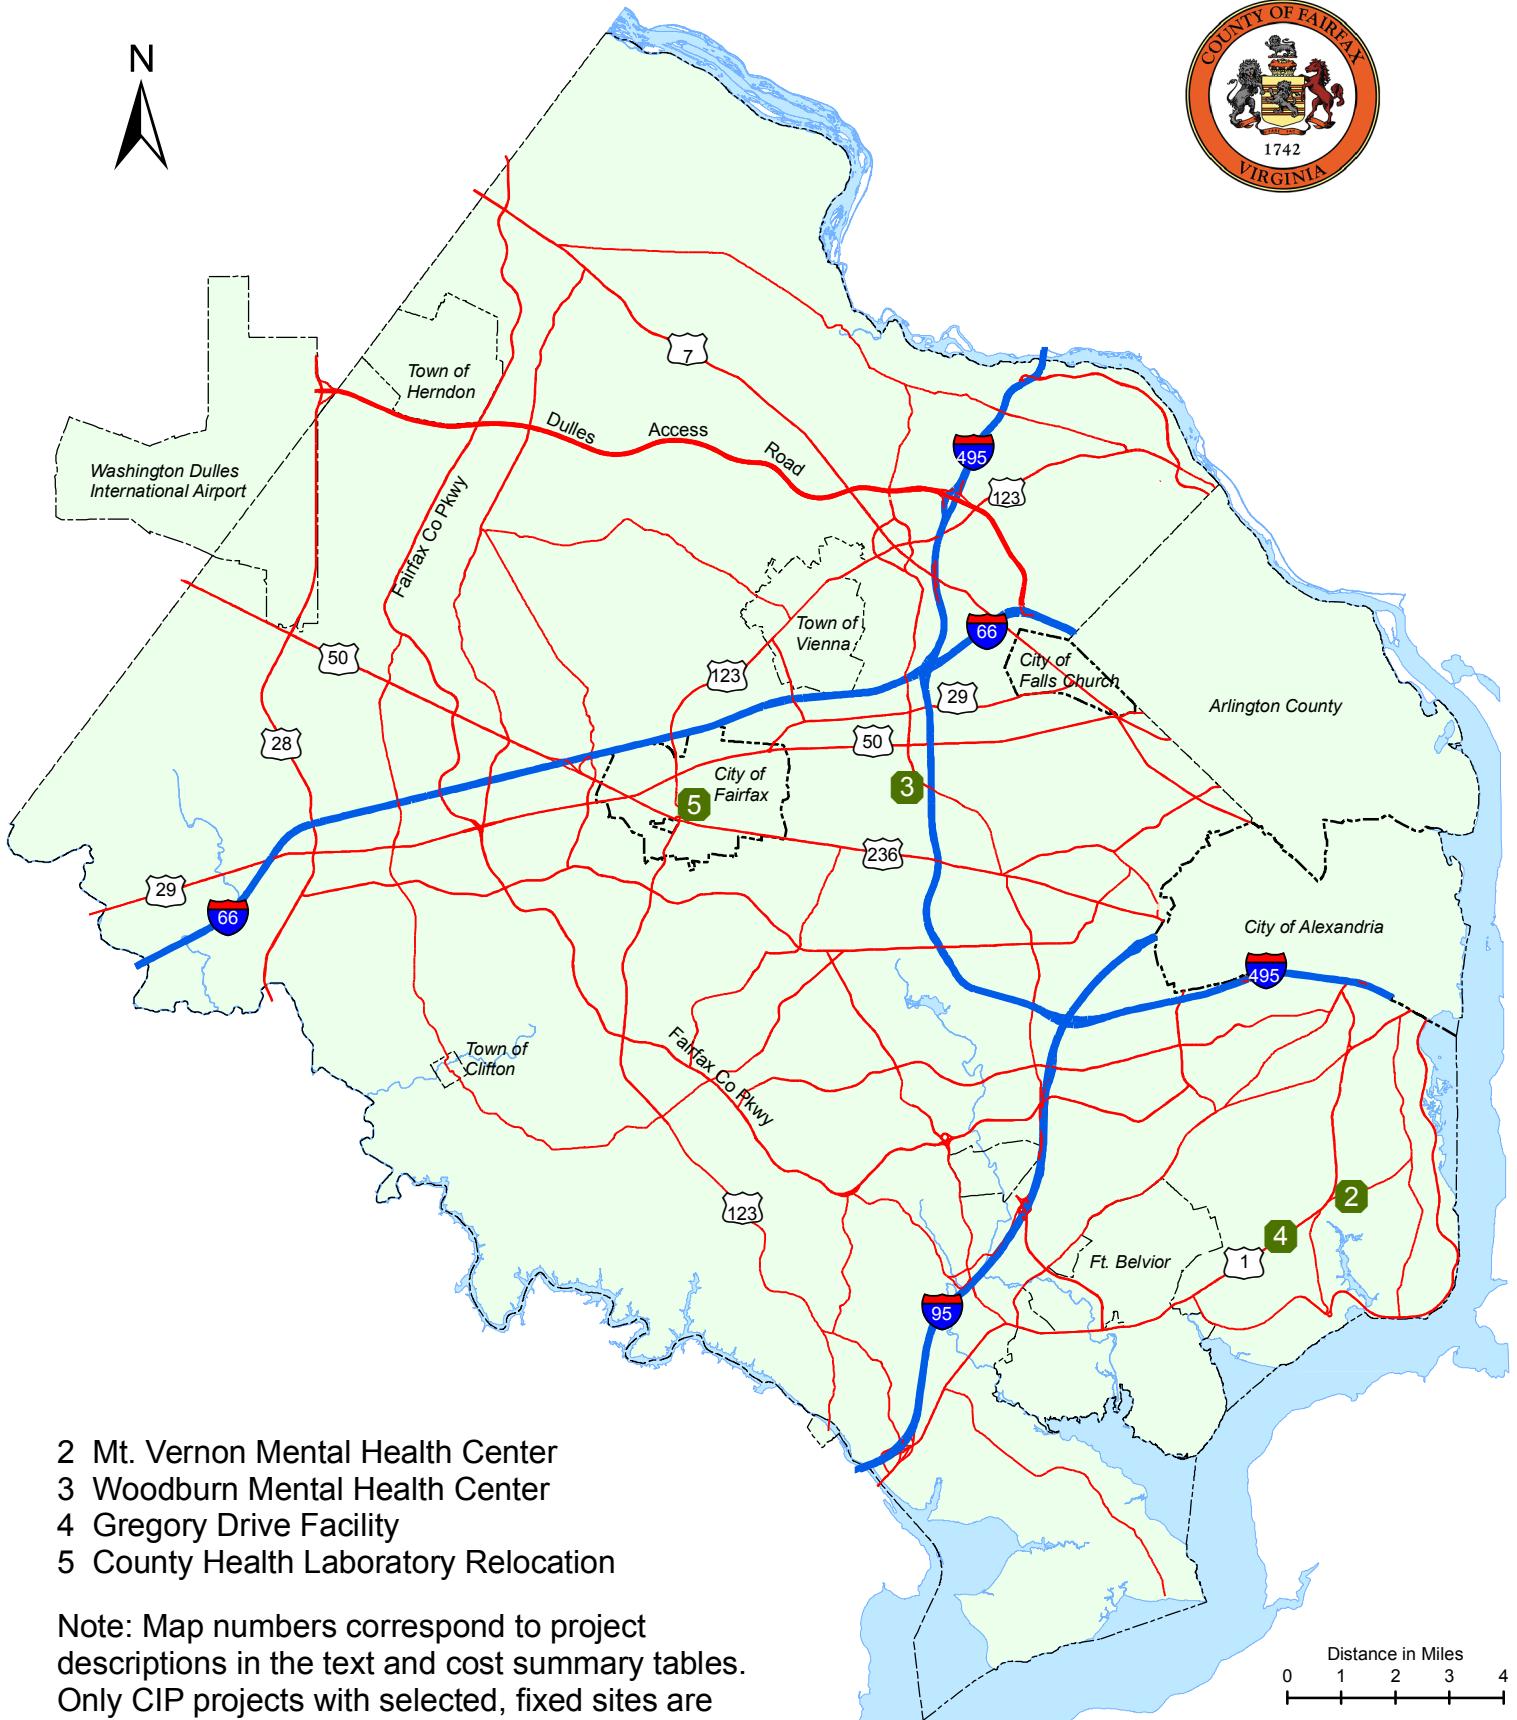 N
COUNTY OF FAIRFAX
1742
VIRGINIA
Town of
Herndon
7
Dulles
Access
Road
495
123
Washington Dulles
International Airport
Fairfax Co Pkwy
Town of
Vienna
66
City of
Falls Church
50
123
29
Arlington County
28
50
City of
Fairfax
3
5
236
29
66
City of Alexandria
495
Town of
Clifton
Fairfax Co Pkwy
123
2
4
1
Ft. Belvior
95
2 Mt. Vernon Mental Health Center
3 Woodburn Mental Health Center
4 Gregory Drive Facility
5 County Health Laboratory Relocation
Note: Map numbers correspond to project
descriptions in the text and cost summary tables.
Only CIP projects with selected, fixed sites are
Distance in Miles
0 1 2 3 4